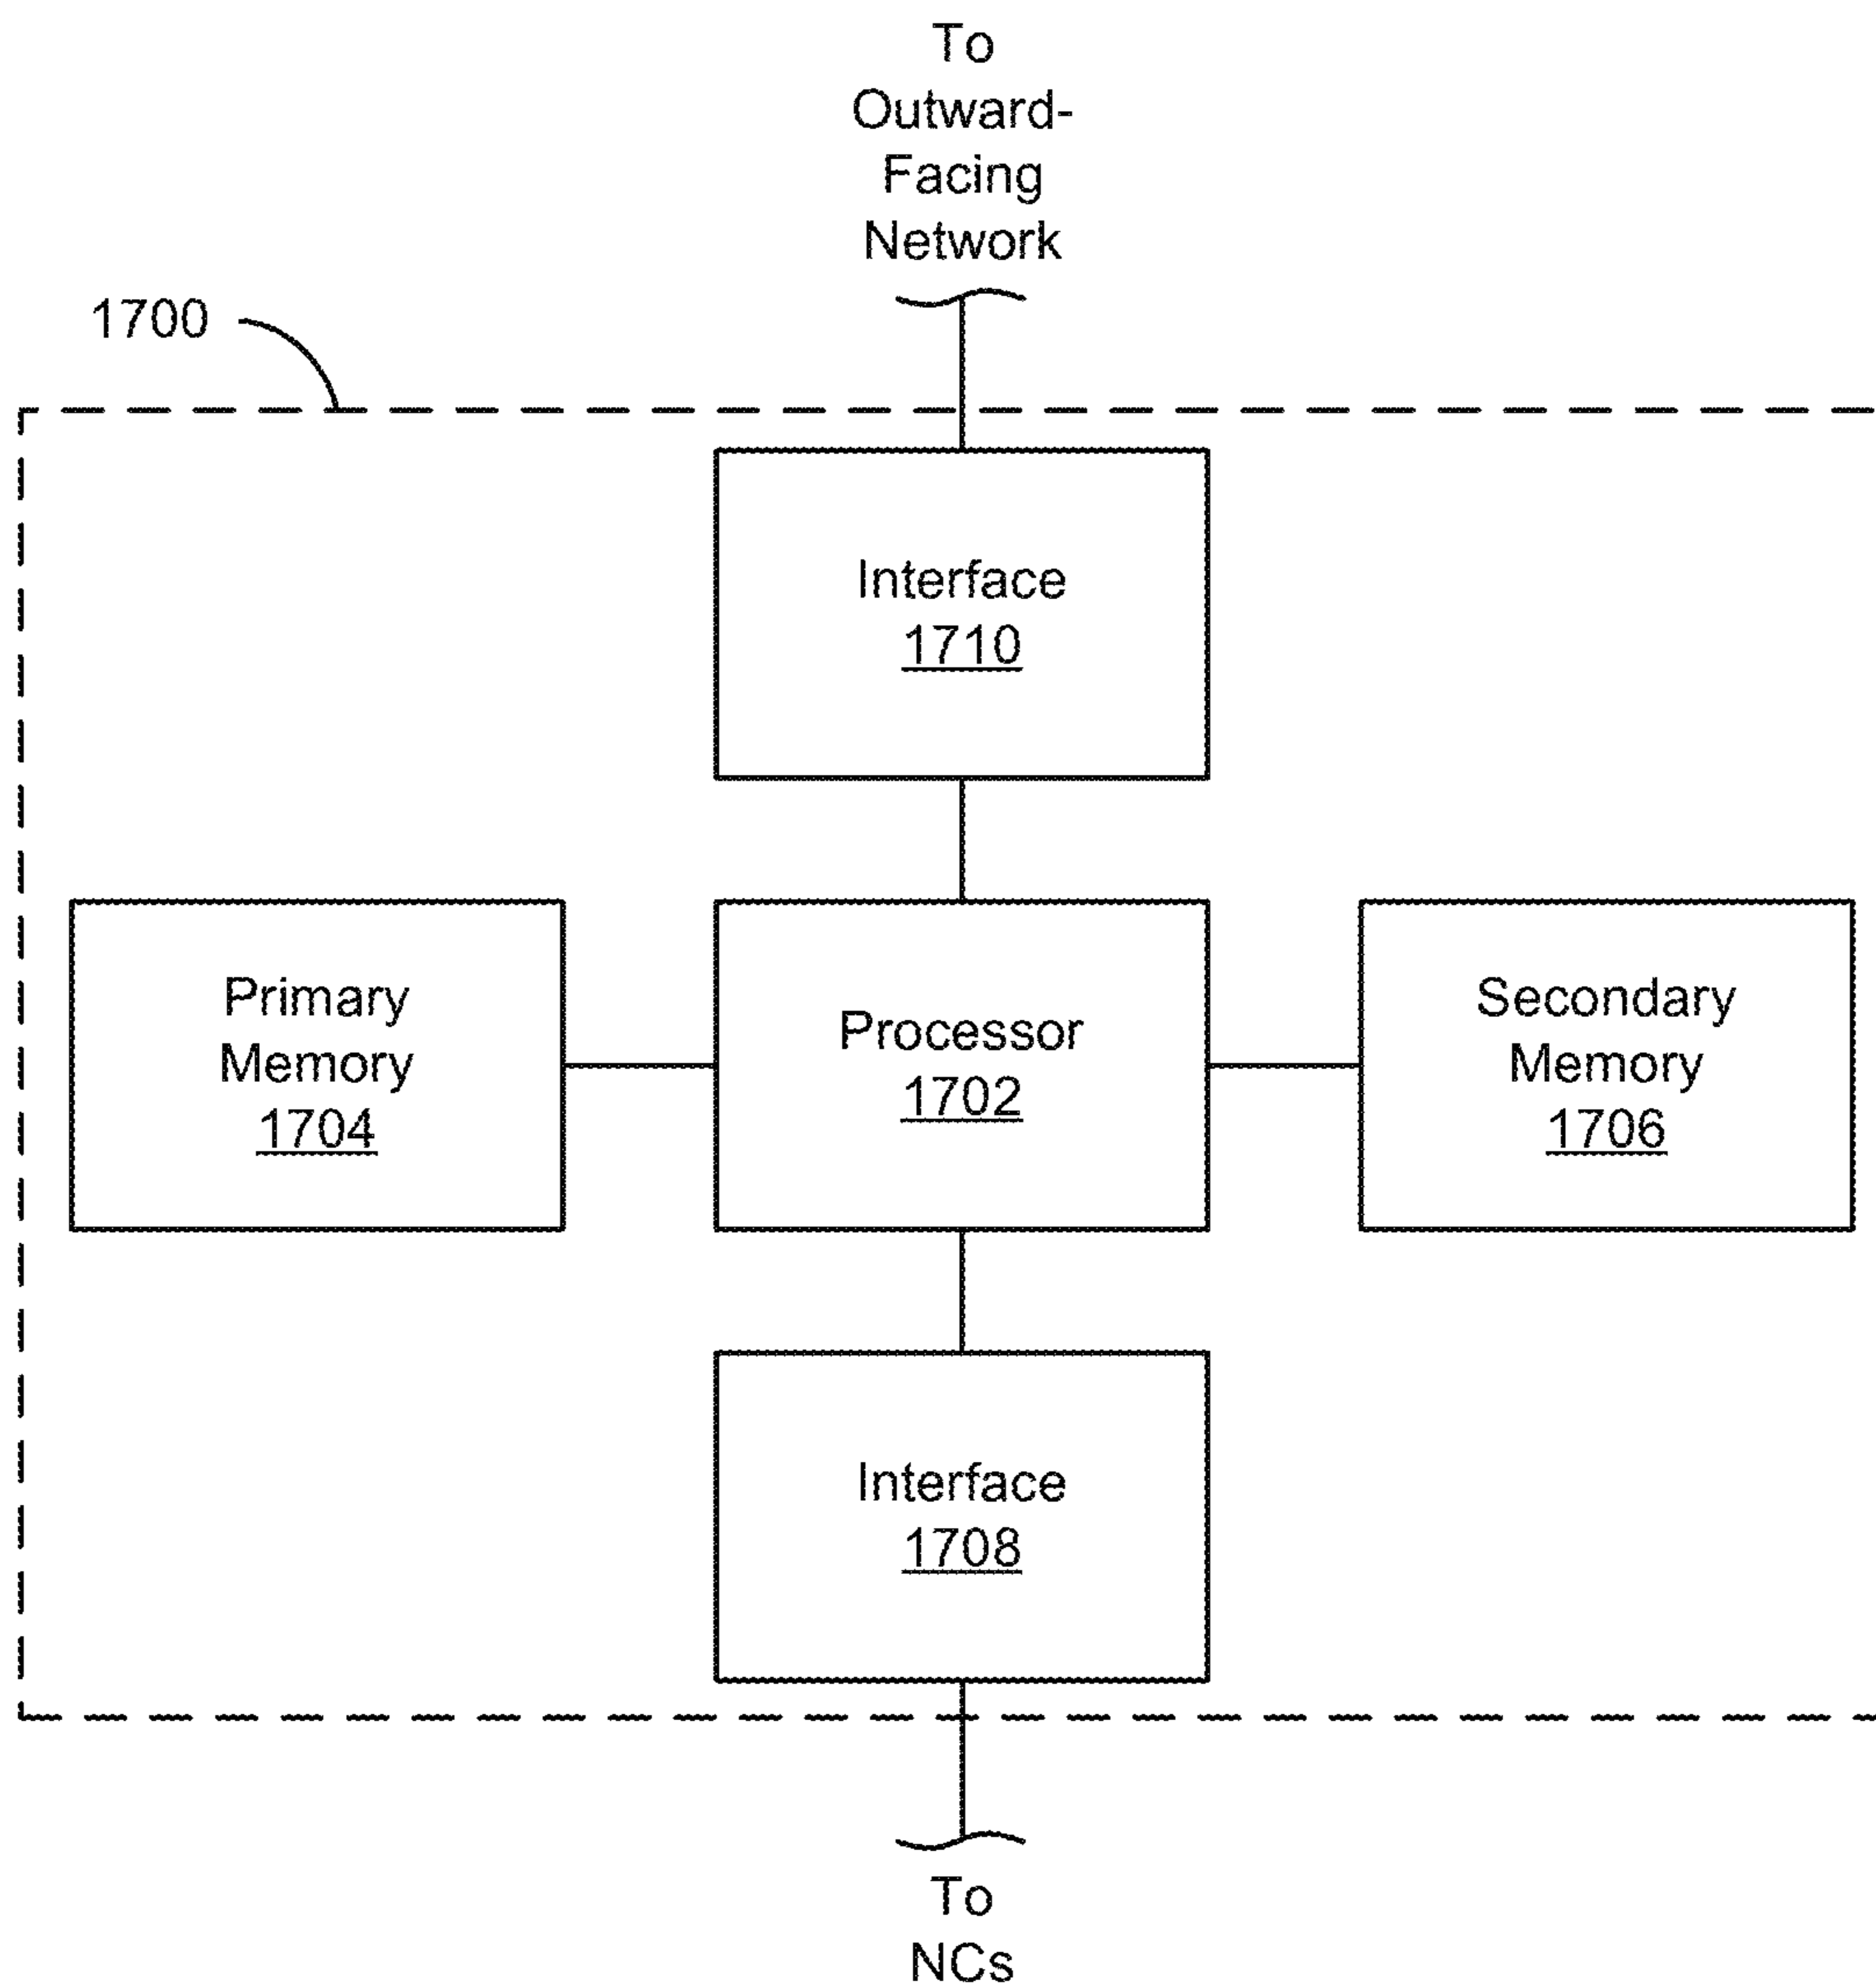 To
Outward-
Facing
Network
1700
Interface
1710
Primary
Memory
1704
Processor
1702
Secondary
Memory
1706
Interface
1708
To
NCs